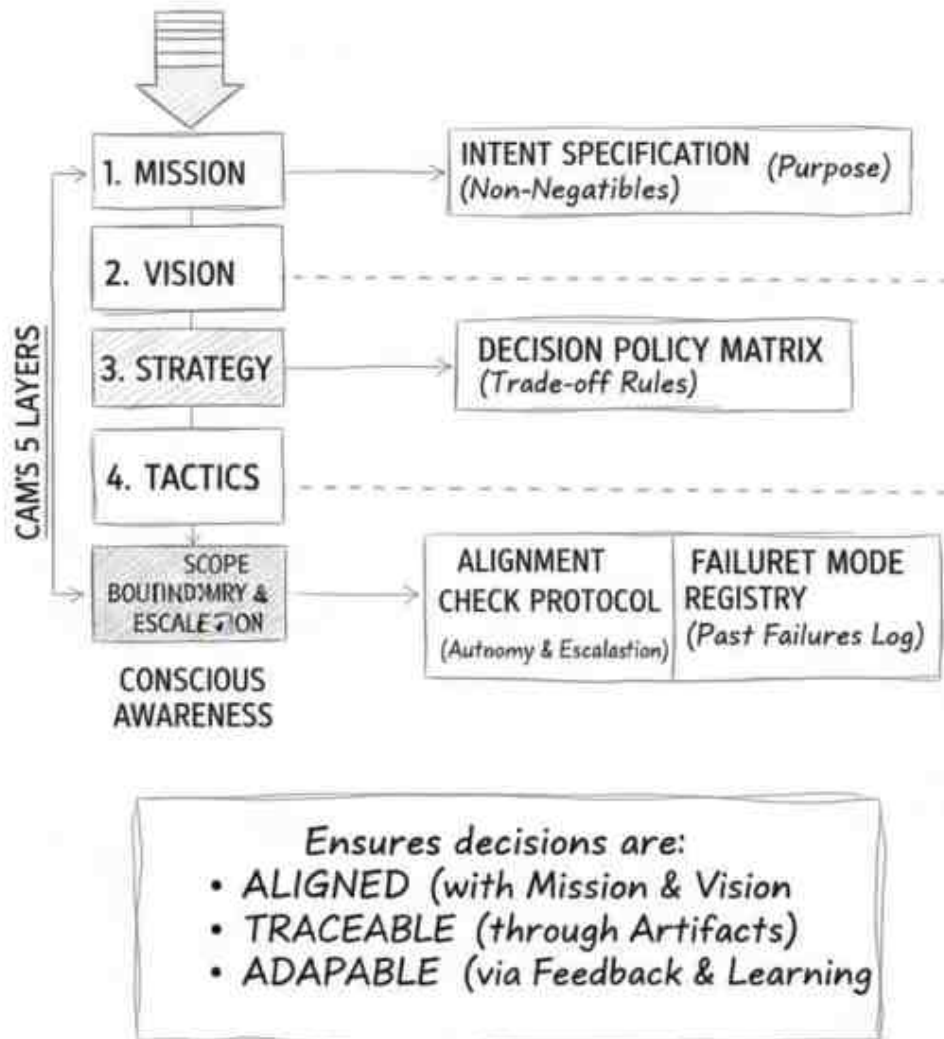 1. MISSION
INTENT SPECIFICATION (Purpose)
(Non-Negatibles)
2. VISION
3. STRATEGY
DECISION POLICY MATRIX
(Trade-off Rules)
4. TACTICS
CAM'S 5 LAYERS
SCOPE
&
CONSCIOUS
AWARENESS
ALIGNMENT
CHECK PROTOCOL
(Autnomy & Escalastion)
FAILURET MODE
REGISTRY
(Past Failures Log)
Ensures decisions are:
• ALIGNED (with Mission & Vision
• TRACEABLE (through Artifacts)
• ADAPABLE (via Feedback & Learning